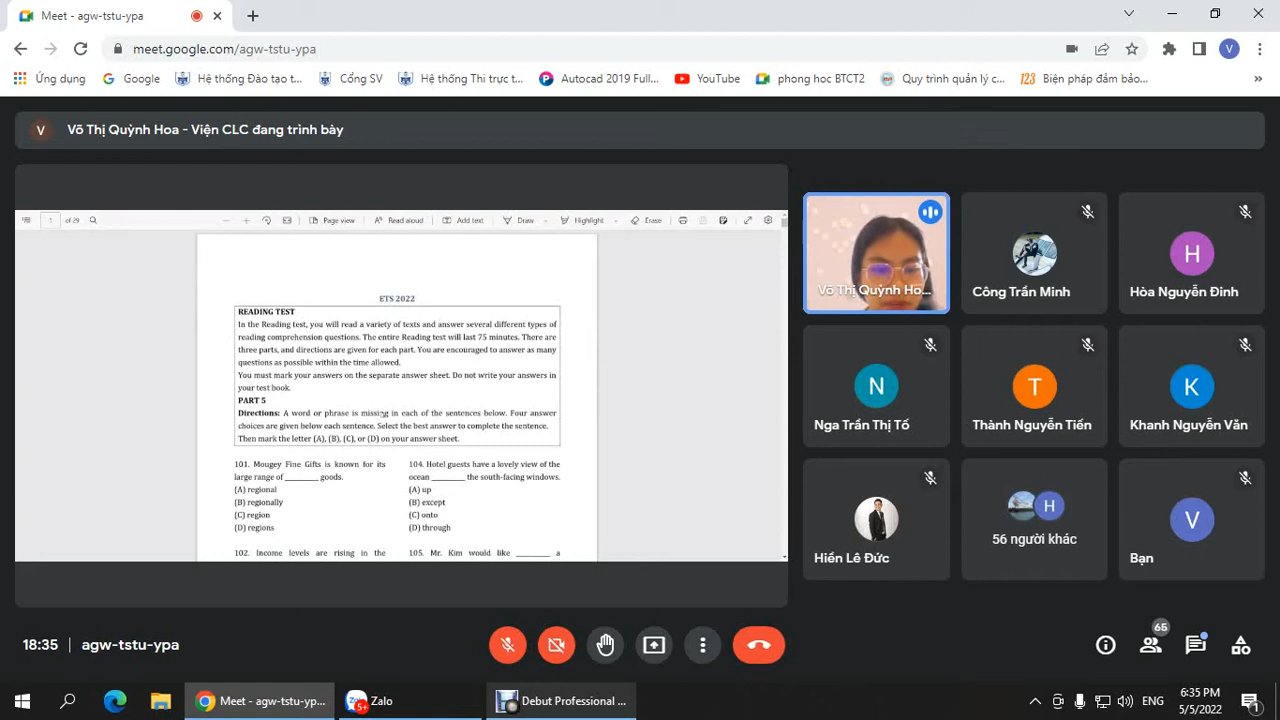 Meet - agw-tstu-ypa
meet.google.com/agw-tstu-ypa
V
Ứng dụng
Google
Hệ thống Đào tạo t...
Cổng SV
Hệ thống Thi trực t...
Autocad 2019 Full...
YouTube
phong hoc BTCT2
Quy trình quản lý c...
123 Biện pháp đảm bảo...
»
V Võ Thị Quỳnh Hoa - Viện CLC đang trình bày
1 of 29
Page view
Read aloud
Add text
Draw
Highlight
Erase
ETS 2022
READING TEST
In the Reading test, you will read a variety of texts and answer several different types of
reading comprehension questions. The entire Reading test will last 75 minutes. There are
three parts, and directions are given for each part. You are encouraged to answer as many
questions as possible within the time allowed.
You must mark your answers on the separate answer sheet. Do not write your answers in
your test book.
PART 5
Directions: A word or phrase is missing in each of the sentences below. Four answer
choices are given below each sentence. Select the best answer to complete the sentence.
Then mark the letter (A), (B), (C), or (D) on your answer sheet.
101. Mougey Fine Gifts is known for its
large range of ________ goods.
(A) regional
(B) regionally
(C) region
(D) regions
102. Income levels are rising in the
104. Hotel guests have a lovely view of the
ocean ________ the south-facing windows.
(A) up
(B) except
(C) onto
(D) through
105. Mr. Kim would like ________ a
Võ Thị Quỳnh Ho...
Công Trần Minh
H
Hòa Nguyễn Đình
N
Nga Trần Thị Tố
T
Thành Nguyễn Tiến
K
Khanh Nguyễn Văn
Hiền Lê Đức
H
56 người khác
V
Bạn
18:35 | agw-tstu-ypa
65
Meet - agw-tstu-yp...
Zalo
5+
Debut Professional ...
ENG
6:35 PM
5/5/2022
1